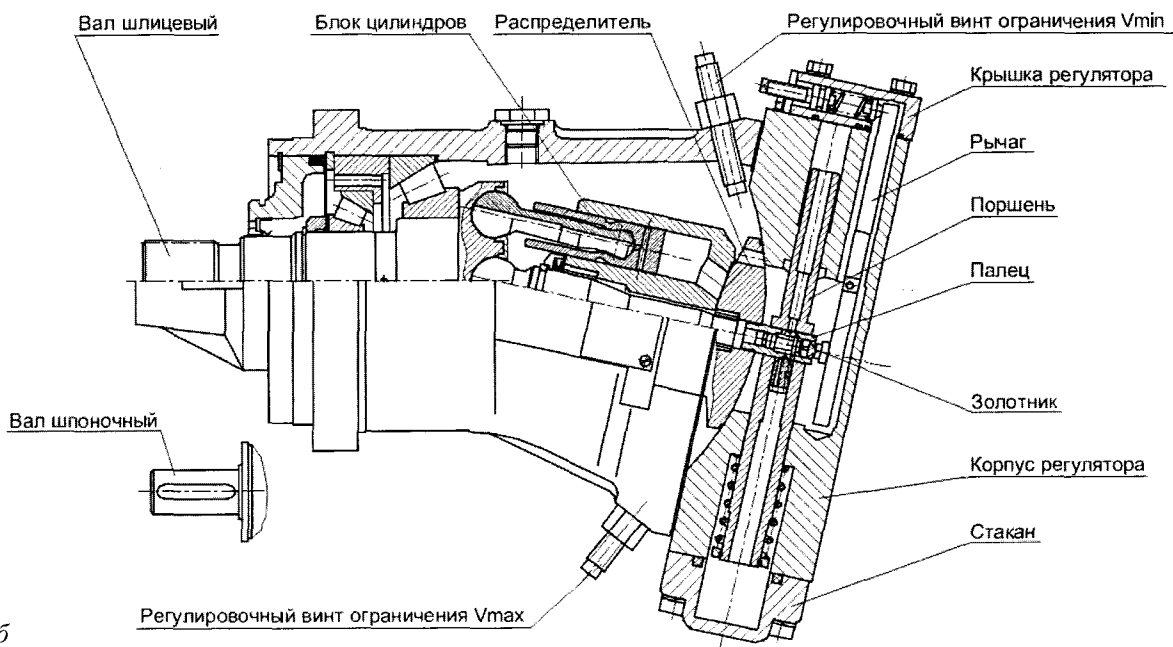 Вал шлицевый
Блок цилиндров
Распределитель
Регулировочный винт ограничения Vmin
Крышка регулятора
Рычаг
Поршень
Палец
Золотник
Вал шпоночный
Корпус регулятора
Стакан
Регулировочный винт ограничения Vmax
б